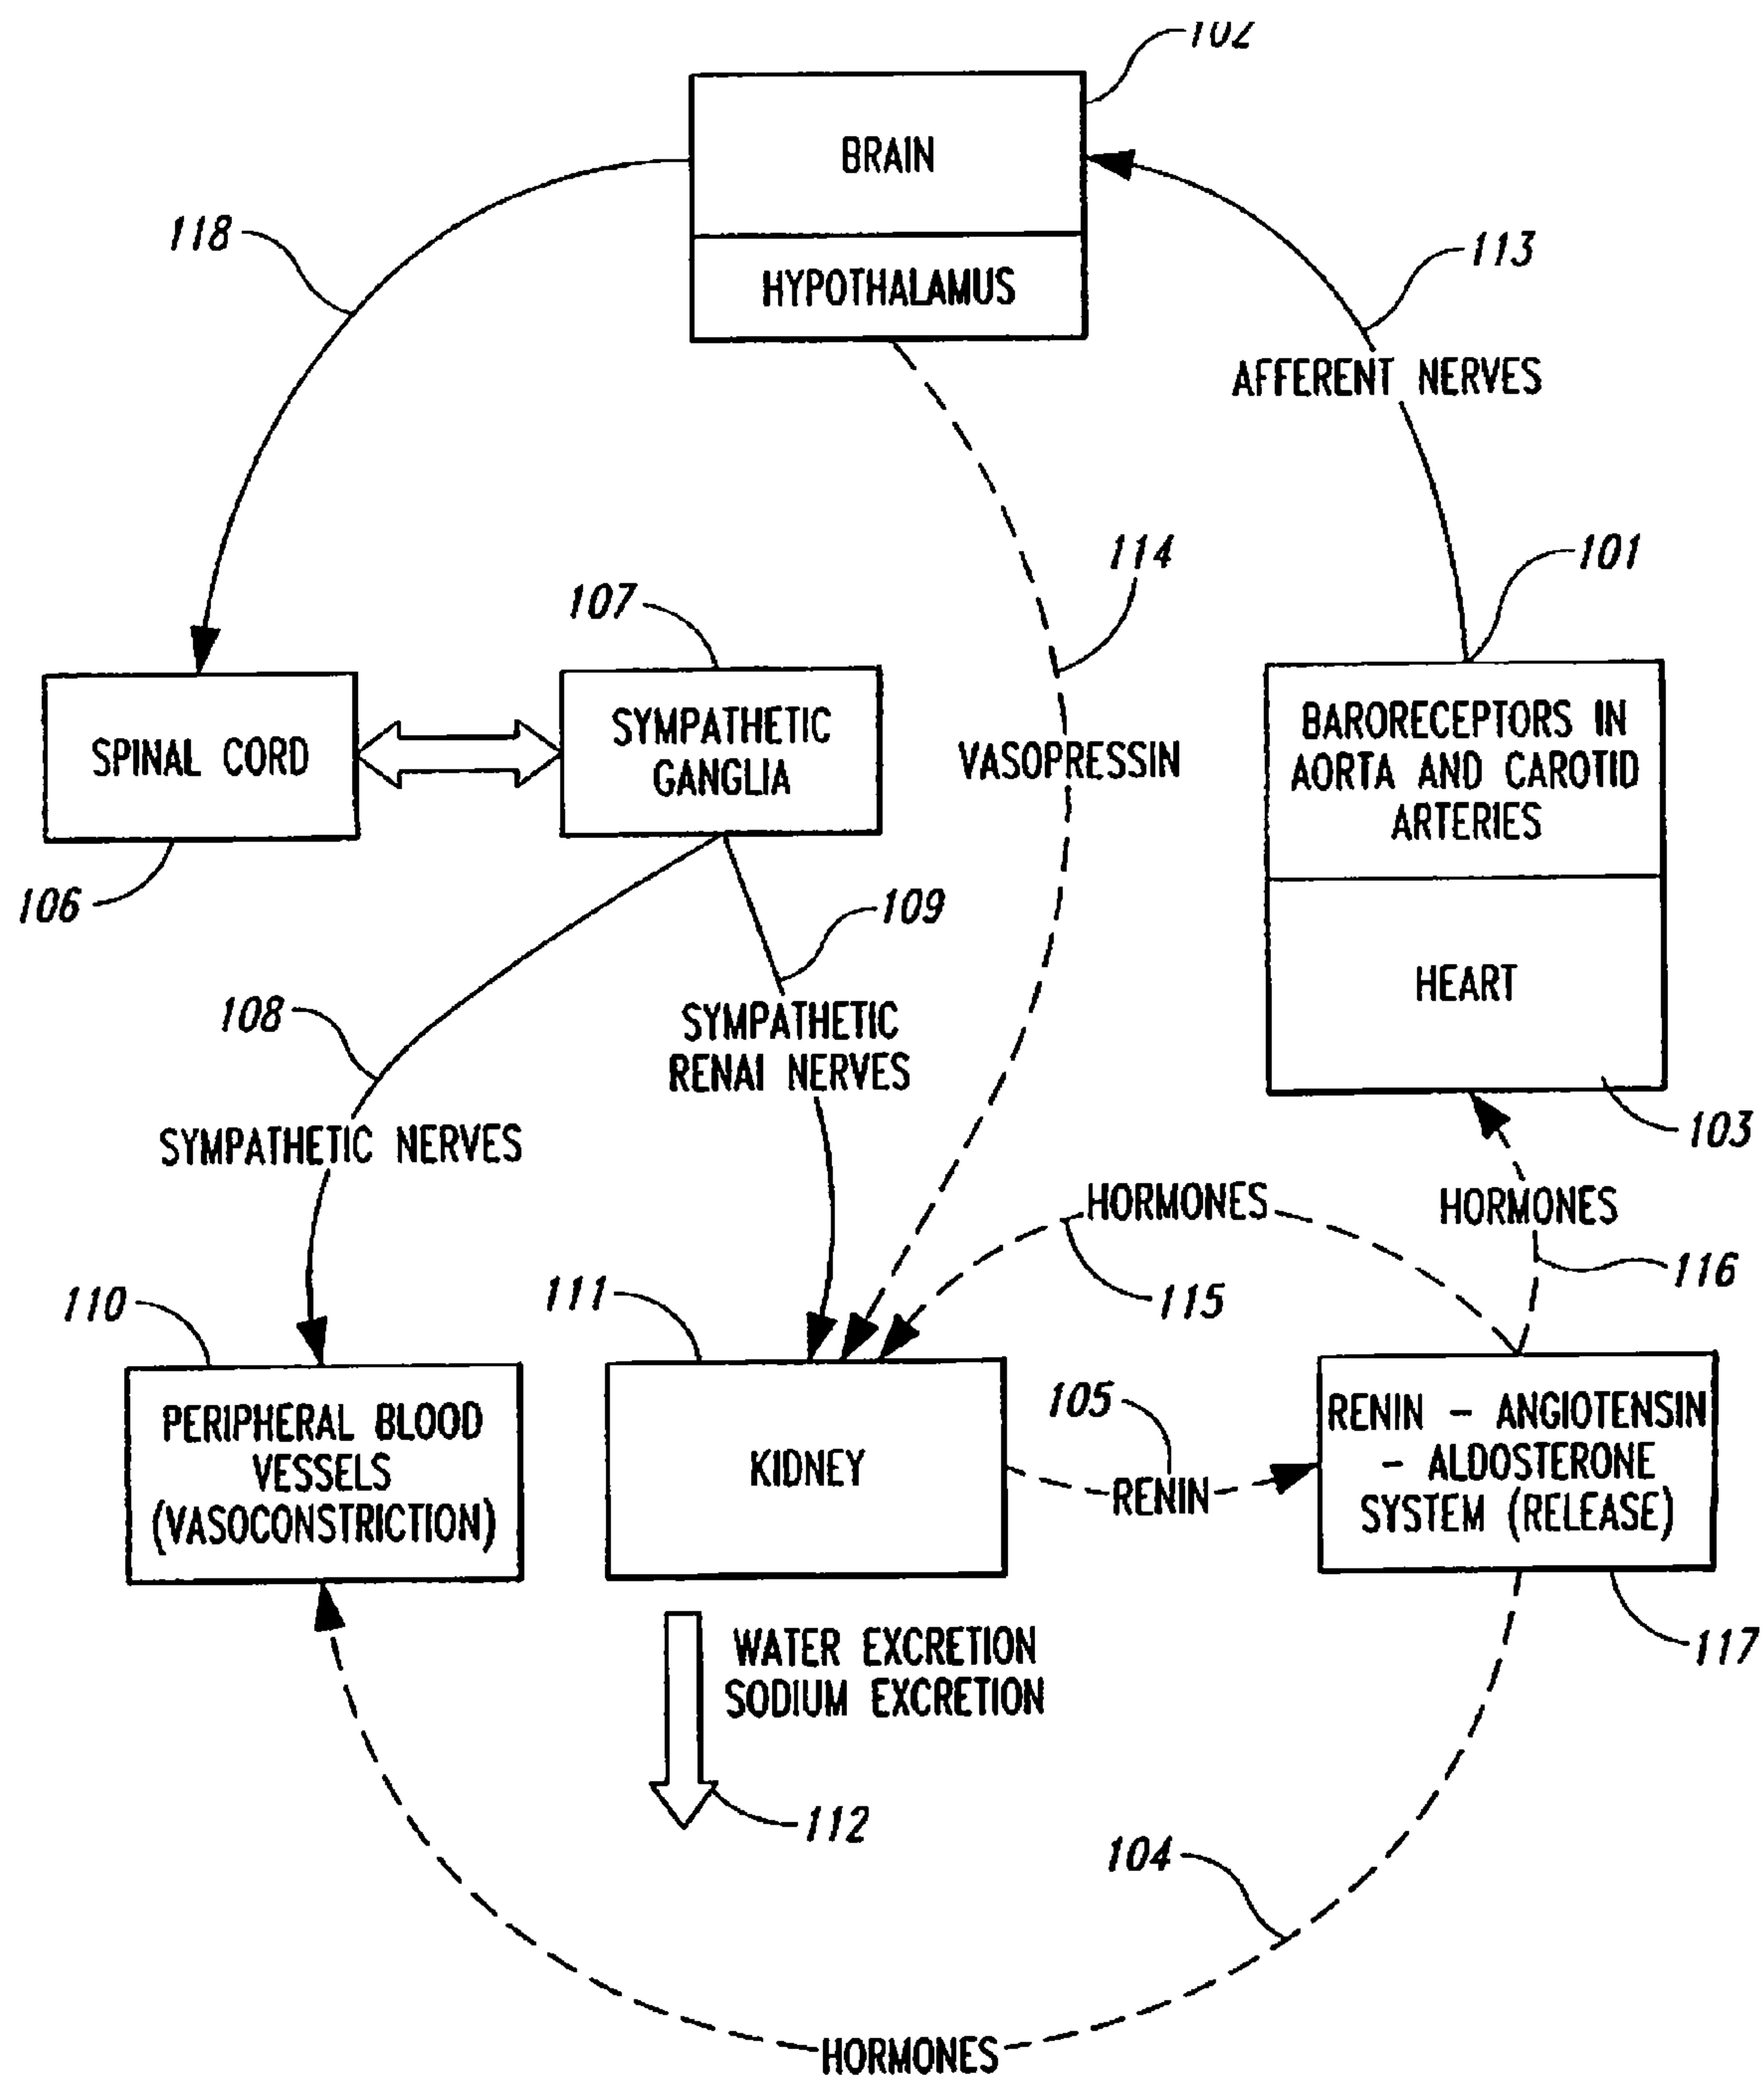 102
BRAIN
118
113
HYPOTHALAMUS
AFFERENT NERVES
114
101
107
BARORECEPTORS IN
AORTA AND CAROTID
ARTERIES
SYMPATHETIC
GANGLIA
SPINAL CORD
VASOPRESSIN
106
109
HEART
108
SYMPATHETIC
RENAI NERVES
103
SYMPATHETIC NERVES
HORMONES
HORMONES
116
110
111
115
105
PERIPHERAL BLOOD
VESSELS
(VASOCONSTRICTION)
KIDNEY
RENIN
RENIN - ANGIOTENSIN
- ALDOSTERONE
SYSTEM (RELEASE)
117
WATER EXCRETION
SODIUM EXCRETION
112
104
HORMONES